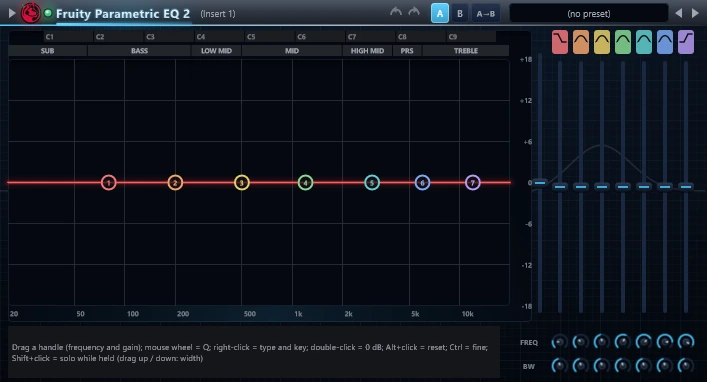 Fruity Parametric EQ 2 (Insert 1) A B A→B (no preset)
C1 C2 C3 C4 C5 C6 C7 C8 C9
SUB BASS LOW MID MID HIGH MID PRS TREBLE
+18
+12
+6
1 2 3 4 5 6 7 0
-6
-12
-18
20 50 100 200 500 1k 2k 5k 10k
Drag a handle (frequency and gain); mouse wheel = Q; right-click = type and key; double-click = 0 dB; Alt+click = reset; Ctrl = fine;
Shift+click = solo while held (drag up / down: width)
FREQ
BW